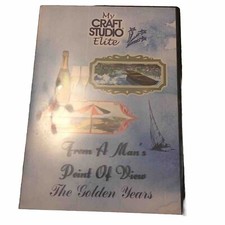 My
CRAFT
STUDIO
Elite
From A Man's
Point Of View
The Golden Years